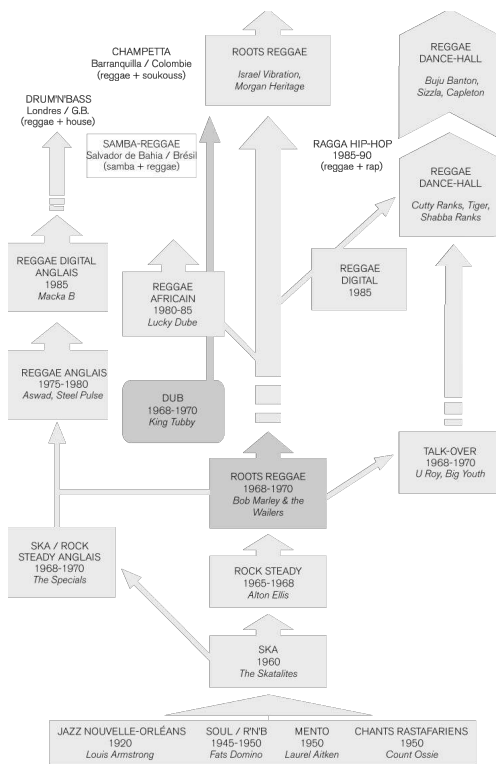 CHAMPETTA
Barranquilla / Colombie
(reggae + soukouss)
ROOTS REGGAE
Israel Vibration,
Morgan Heritage
REGGAE
DANCE-HALL
Buju Banton,
Sizzla, Capleton
DRUM'N'BASS
Londres / G.B.
(reggae + house)
SAMBA-REGGAE
Salvador de Bahia / Brésil
(samba + reggae)
RAGGA HIP-HOP
1985-90
(reggae + rap)
REGGAE
DANCE-HALL
Cutty Ranks, Tiger,
Shabba Ranks
REGGAE DIGITAL
ANGLAIS
1985
Macka B
REGGAE
AFRICAIN
1980-85
Lucky Dube
REGGAE
DIGITAL
1985
REGGAE ANGLAIS
1975-1980
Aswad, Steel Pulse
DUB
1968-1970
King Tubby
TALK-OVER
1968-1970
U Roy, Big Youth
ROOTS REGGAE
1968-1970
Bob Marley & the
Wailers
SKA / ROCK
STEADY ANGLAIS
1968-1970
The Specials
ROCK STEADY
1965-1968
Alton Ellis
SKA
1960
The Skatalites
JAZZ NOUVELLE-ORLÉANS
1920
Louis Armstrong
SOUL / R'N'B
1945-1950
Fats Domino
MENTO
1950
Laurel Aitken
CHANTS RASTAFARIENS
1950
Count Ossie